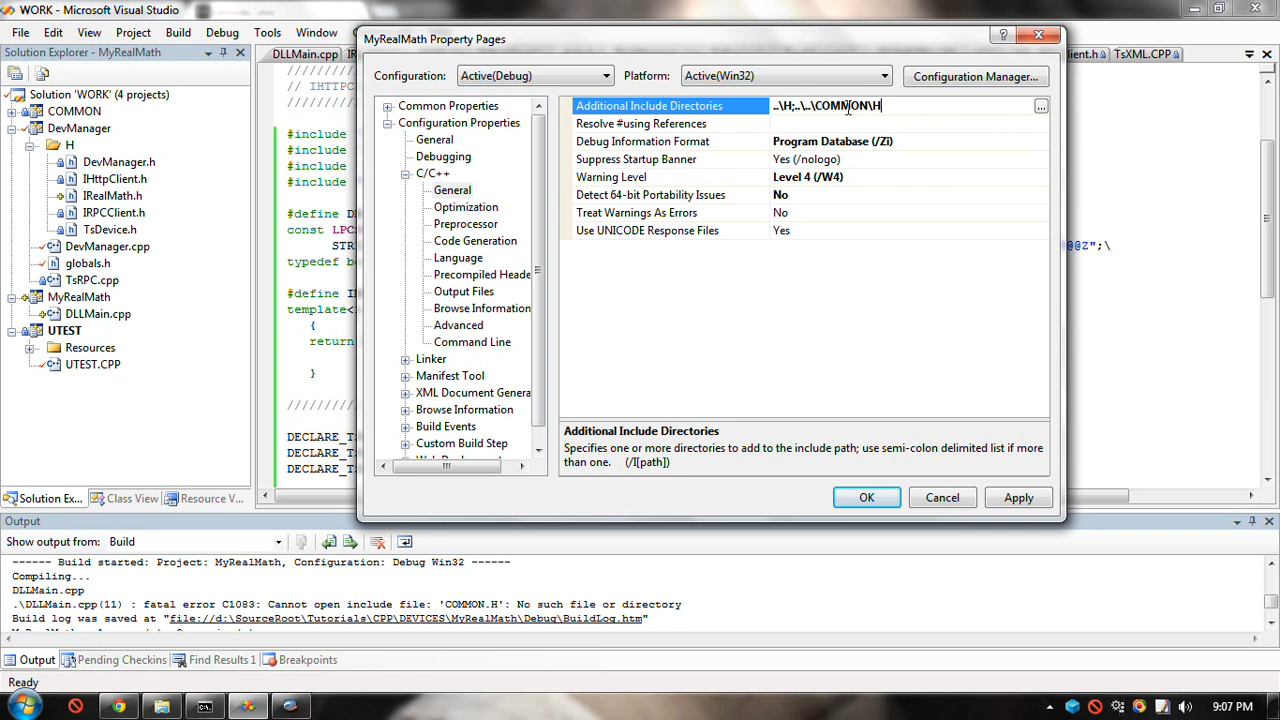 WORK - Microsoft Visual Studio
File Edit View Project Build Debug Tools Window
Solution Explorer - MyRealMath
Solution 'WORK' (4 projects)
COMMON
DevManager
H
DevManager.h
IHttpClient.h
IRealMath.h
IRPCClient.h
TsDevice.h
DevManager.cpp
globals.h
TsRPC.cpp
MyRealMath
DLLMain.cpp
UTEST
Resources
UTEST.CPP
Solution Ex... Class View Resource V...
DLLMain.cpp
lient.h TsXML.CPP
///////////
// IHTTPC
///////////
#include
#include
#include
#include
#define D
const LPC
STR
typedef b
@@Z";\
#define I
template<
{
return
}
//////////
DECLARE_T
DECLARE_T
DECLARE_T
MyRealMath Property Pages
Configuration: Active(Debug) Platform: Active(Win32) Configuration Manager...
Common Properties
Configuration Properties
General
Debugging
C/C++
General
Optimization
Preprocessor
Code Generation
Language
Precompiled Heade
Output Files
Browse Information
Advanced
Command Line
Linker
Manifest Tool
XML Document Genera
Browse Information
Build Events
Custom Build Step
Additional Include Directories ..\H;..\..\COMMON\H ...
Resolve #using References
Debug Information Format Program Database (/Zi)
Suppress Startup Banner Yes (/nologo)
Warning Level Level 4 (/W4)
Detect 64-bit Portability Issues No
Treat Warnings As Errors No
Use UNICODE Response Files Yes
Additional Include Directories
Specifies one or more directories to add to the include path; use semi-colon delimited list if more
than one. (/I[path])
OK Cancel Apply
Output
Show output from: Build
------ Build started: Project: MyRealMath, Configuration: Debug Win32 ------
Compiling...
DLLMain.cpp
.\DLLMain.cpp(11) : fatal error C1083: Cannot open include file: 'COMMON.H': No such file or directory
Build log was saved at "file://d:\SourceRoot\Tutorials\CPP\DEVICES\MyRealMath\Debug\BuildLog.htm"
Output Pending Checkins Find Results 1 Breakpoints
Ready
9:07 PM